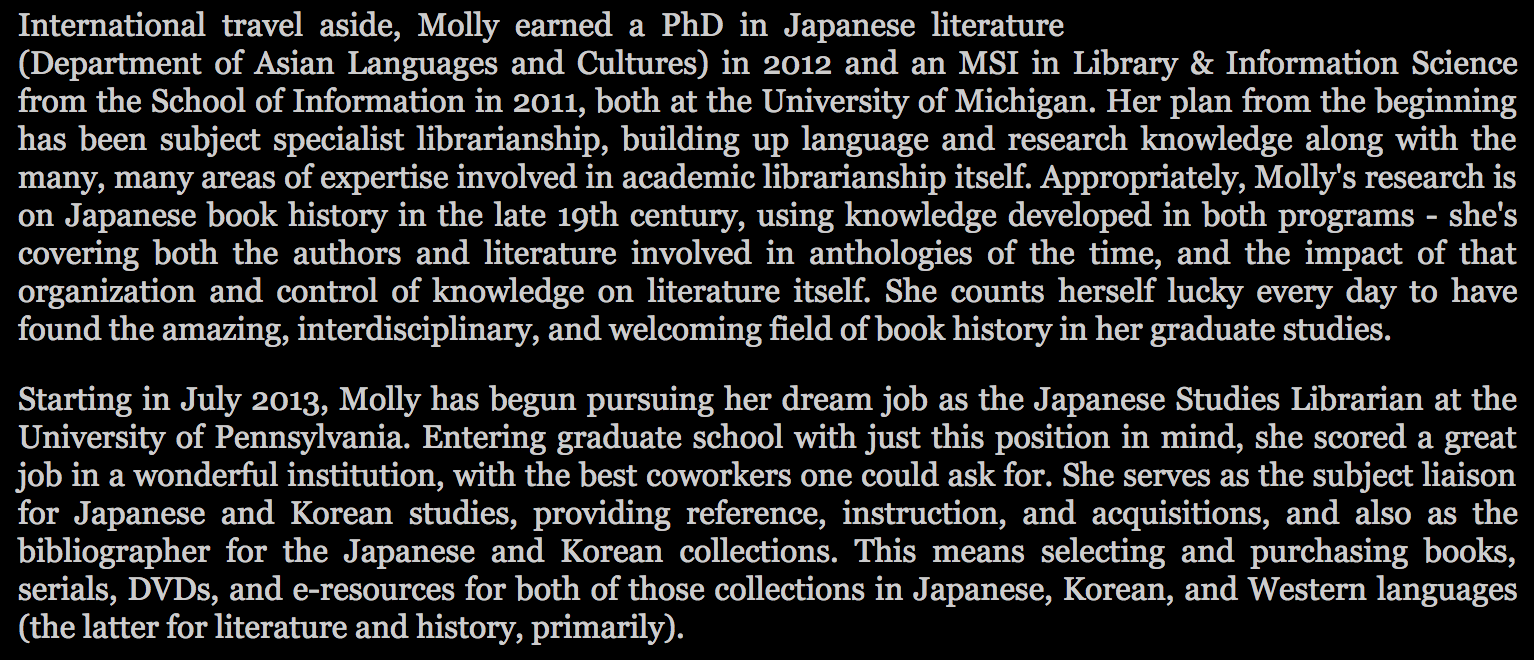 International travel aside, Molly earned a PhD in Japanese literature
(Department of Asian Languages and Cultures) in 2012 and an MSI in Library & Information Science
from the School of Information in 2011, both at the University of Michigan. Her plan from the beginning
has been subject specialist librarianship, building up language and research knowledge along with the
many, many areas of expertise involved in academic librarianship itself. Appropriately, Molly's research is
on Japanese book history in the late 19th century, using knowledge developed in both programs - she's
covering both the authors and literature involved in anthologies of the time, and the impact of that
organization and control of knowledge on literature itself. She counts herself lucky every day to have
found the amazing, interdisciplinary, and welcoming field of book history in her graduate studies.
Starting in July 2013, Molly has begun pursuing her dream job as the Japanese Studies Librarian at the
University of Pennsylvania. Entering graduate school with just this position in mind, she scored a great
job in a wonderful institution, with the best coworkers one could ask for. She serves as the subject liaison
for Japanese and Korean studies, providing reference, instruction, and acquisitions, and also as the
bibliographer for the Japanese and Korean collections. This means selecting and purchasing books,
serials, DVDs, and e-resources for both of those collections in Japanese, Korean, and Western languages
(the latter for literature and history, primarily).